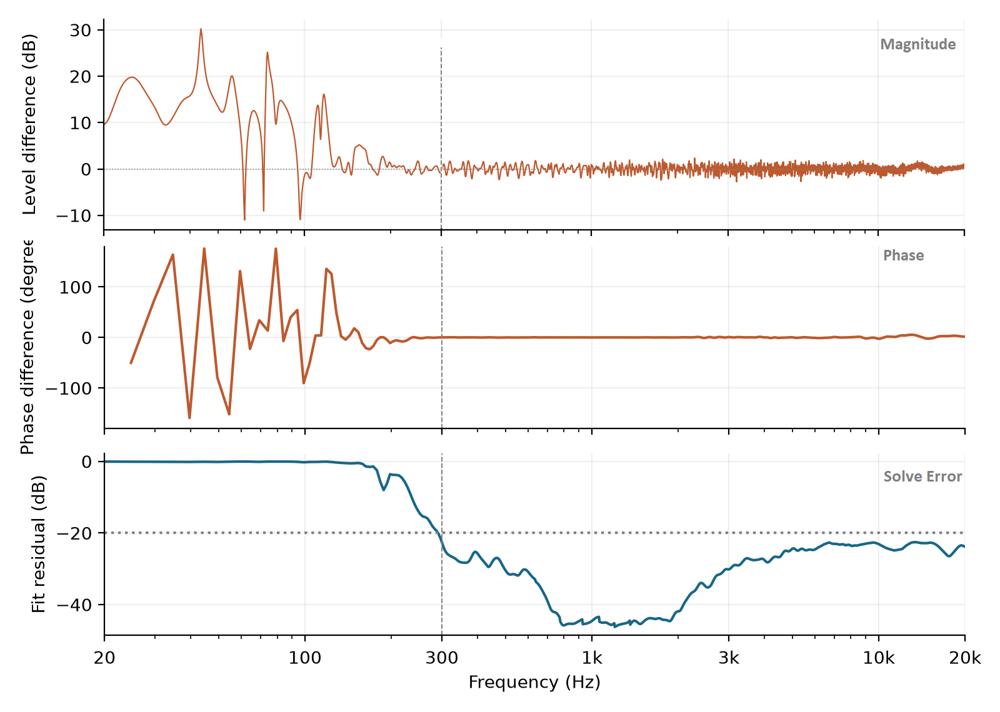 Magnitude
Level difference (dB)
30
20
10
0
−10
Phase
Phase difference (degree
100
0
−100
Solve Error
Fit residual (dB)
0
−20
−40
20 100 300 1k 3k 10k 20k
Frequency (Hz)